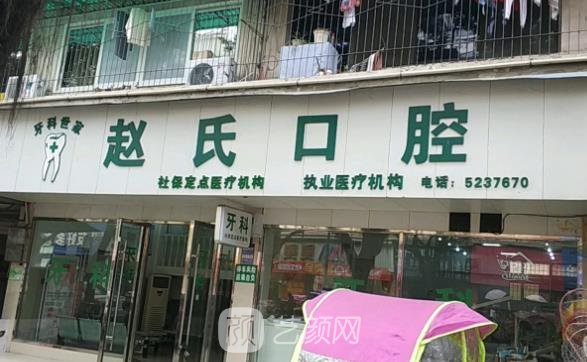 牙科世家
赵氏口腔
社保定点医疗机构 执业医疗机构 电话：5237670
牙科
艺颜网